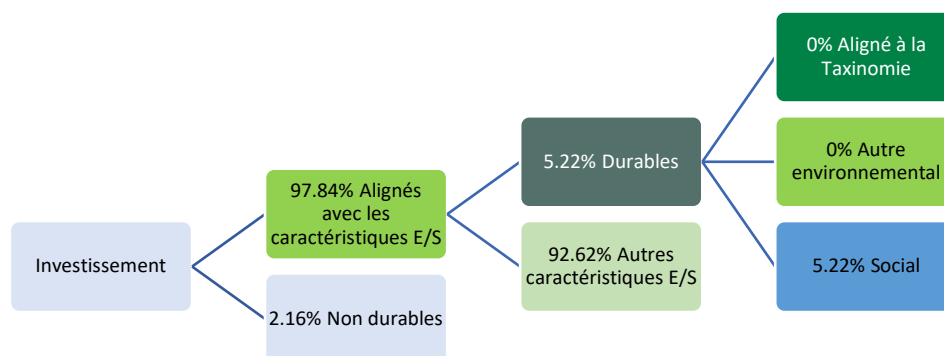 Investissement
97.84% Alignés
avec les
caractéristiques E/S
2.16% Non durables
5.22% Durables
92.62% Autres
caractéristiques E/S
0% Aligné à la
Taxinomie
0% Autre
environnemental
5.22% Social